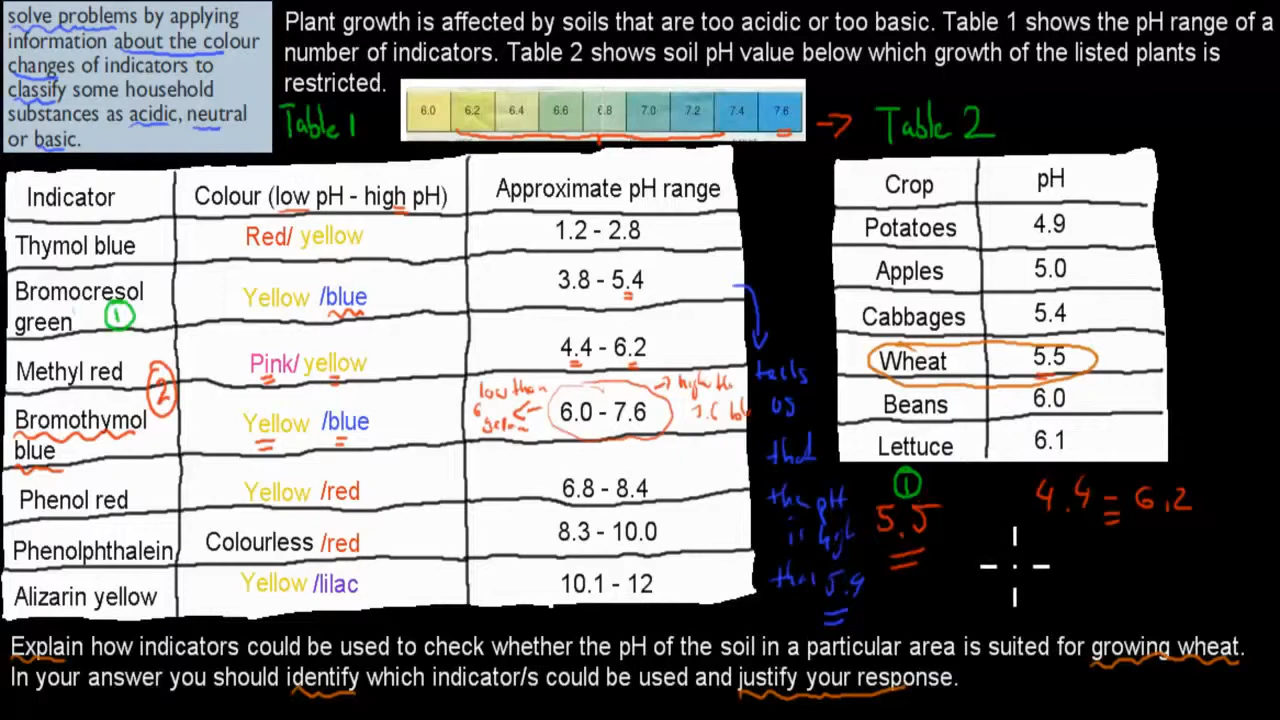 solve problems by applying
information about the colour
changes of indicators to
classify some household
substances as acidic, neutral
or basic.
Plant growth is affected by soils that are too acidic or too basic. Table 1 shows the pH range of a
number of indicators. Table 2 shows soil pH value below which growth of the listed plants is
restricted.
Table 1
6.0 6.2 6.4 6.6 6.8 7.0 7.2 7.4 7.6
Table 2
Indicator Colour (low pH - high pH) Approximate pH range
Thymol blue Red/ yellow 1.2 - 2.8
Bromocresol
green 1 Yellow /blue 3.8 - 5.4
Methyl red Pink/ yellow 4.4 - 6.2
2
Bromothymol
blue Yellow /blue 6.0 - 7.6
low than
6
yellow
high the
7.6
Phenol red Yellow /red 6.8 - 8.4
Phenolphthalein Colourless /red 8.3 - 10.0
Alizarin yellow Yellow /lilac 10.1 - 12
tells
us
that
the pH
is high
than 5.4
Crop pH
Potatoes 4.9
Apples 5.0
Cabbages 5.4
Wheat 5.5
Beans 6.0
Lettuce 6.1
1
5.5
4.4 = 6.2
Explain how indicators could be used to check whether the pH of the soil in a particular area is suited for growing wheat.
In your answer you should identify which indicator/s could be used and justify your response.